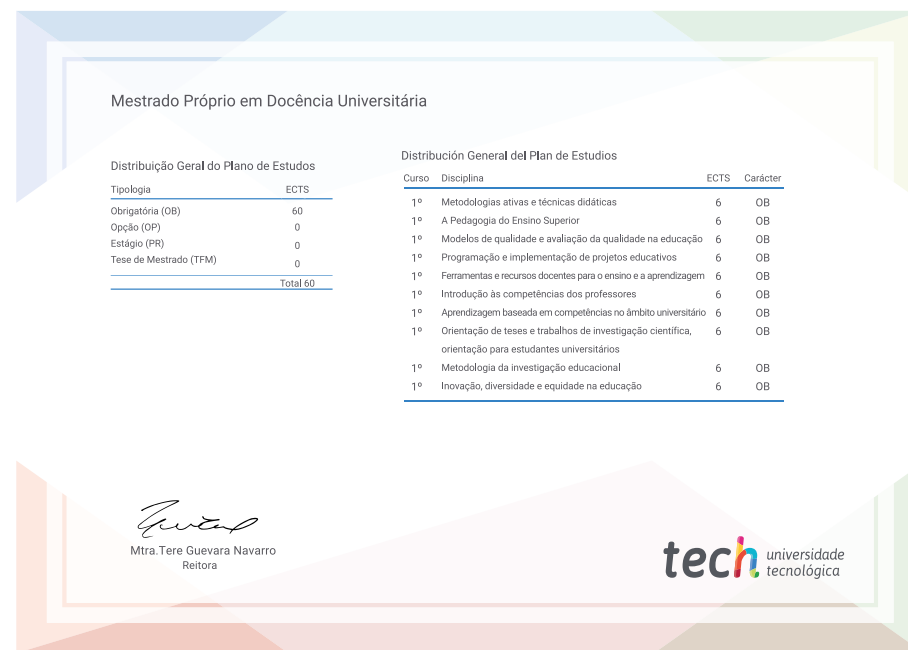 Mestrado Próprio em Docência Universitária
Distribuição Geral do Plano de Estudos
Tipologia ECTS
Obrigatória (OB) 60
Opção (OP) 0
Estágio (PR) 0
Tese de Mestrado (TFM) 0
Total 60
Distribución General del Plan de Estudios
Curso Disciplina ECTS Carácter
1º Metodologias ativas e técnicas didáticas 6 OB
1º A Pedagogia do Ensino Superior 6 OB
1º Modelos de qualidade e avaliação da qualidade na educação 6 OB
1º Programação e implementação de projetos educativos 6 OB
1º Ferramentas e recursos docentes para o ensino e a aprendizagem 6 OB
1º Introdução às competências dos professores 6 OB
1º Aprendizagem baseada em competências no âmbito universitário 6 OB
1º Orientação de teses e trabalhos de investigação científica, 6 OB
orientação para estudantes universitários
1º Metodologia da investigação educacional 6 OB
1º Inovação, diversidade e equidade na educação 6 OB
Mtra.Tere Guevara Navarro
Reitora
tech universidade
tecnológica